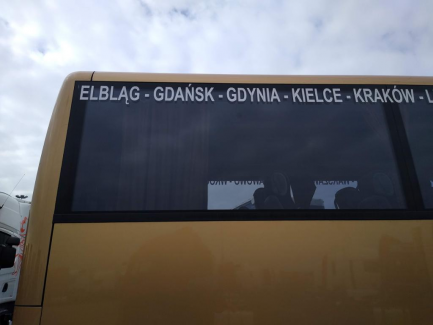 ELBLĄG - GDAŃSK - GDYNIA - KIELCE - KRAKÓW - L